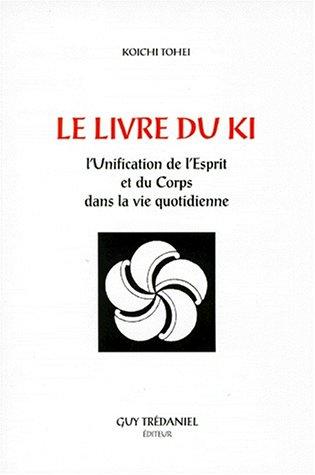 KOICHI TOHEI
LE LIVRE DU KI
l'Unification de l'Esprit
et du Corps
dans la vie quotidienne
GUY TRÉDANIEL
ÉDITEUR